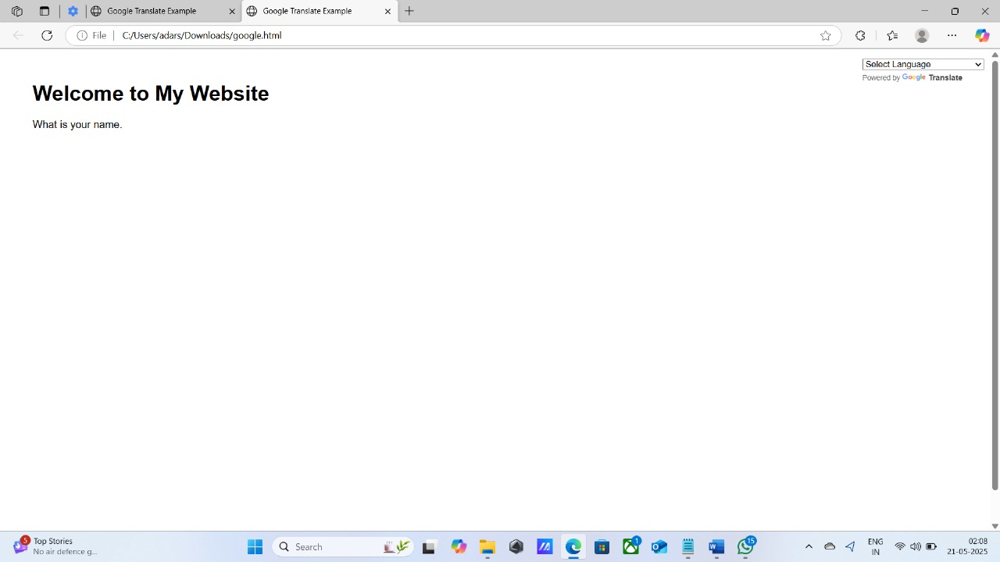 Google Translate Example
Google Translate Example
File
C:/Users/adars/Downloads/google.html
Select Language
Powered by Google Translate
Welcome to My Website
What is your name.
5
Top Stories
No air defence g...
Search
1
15
ENG
IN
02:08
21-05-2025